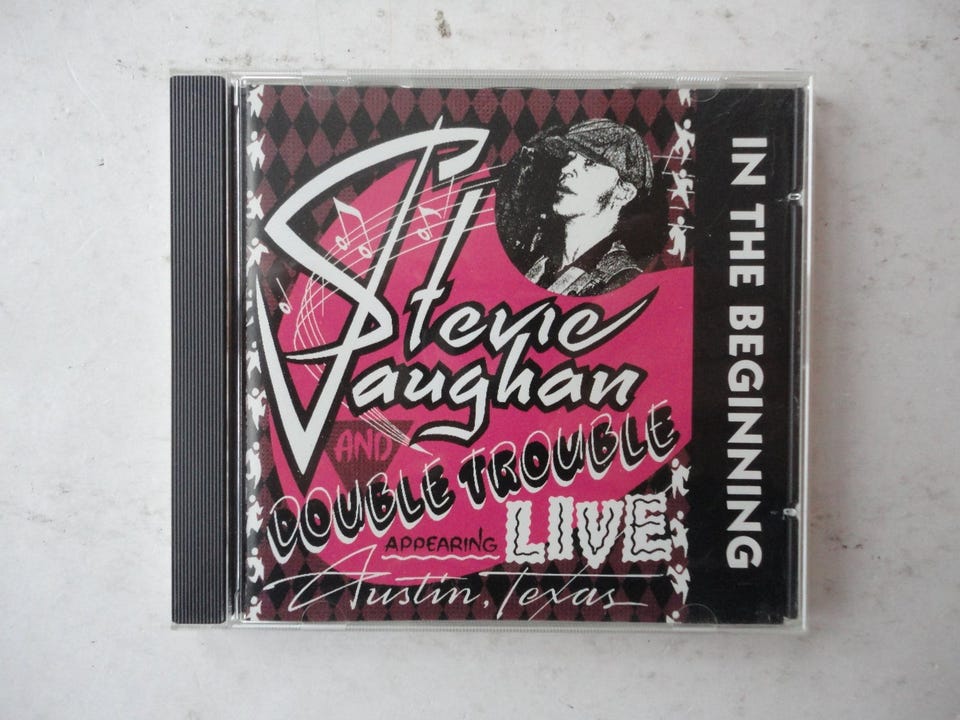 Stevie
Vaughan
AND
DOUBLE TROUBLE
APPEARING LIVE
Austin, Texas
IN THE BEGINNING